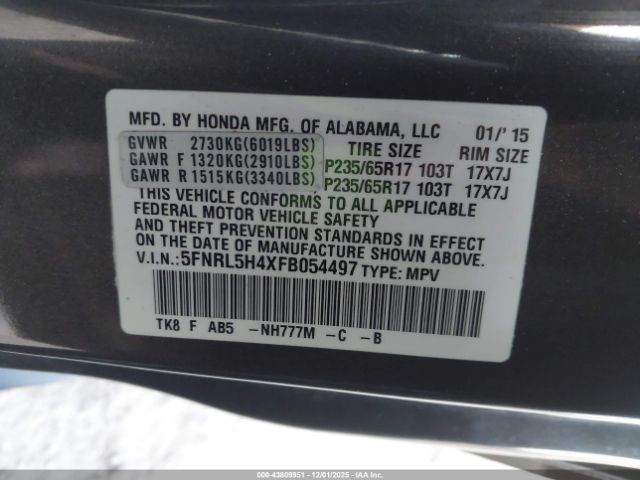 MFD. BY HONDA MFG. OF ALABAMA, LLC 01/'15
GVWR 2730KG(6019LBS) TIRE SIZE RIM SIZE
GAWR F 1320KG(2910LBS) P235/65R17 103T 17X7J
GAWR R 1515KG(3340LBS) P235/65R17 103T 17X7J
THIS VEHICLE CONFORMS TO ALL APPLICABLE
FEDERAL MOTOR VEHICLE SAFETY
AND THEFT PREVENTION STANDARDS IN EFFECT
ON THE DATE OF MANUFACTURE SHOWN ABOVE.
V.I.N.:5FNRL5H4XFB054497 TYPE: MPV
TK8 F AB5 -NH777M -C -B
000-43809951 - 12/01/2025 - IAAI.com